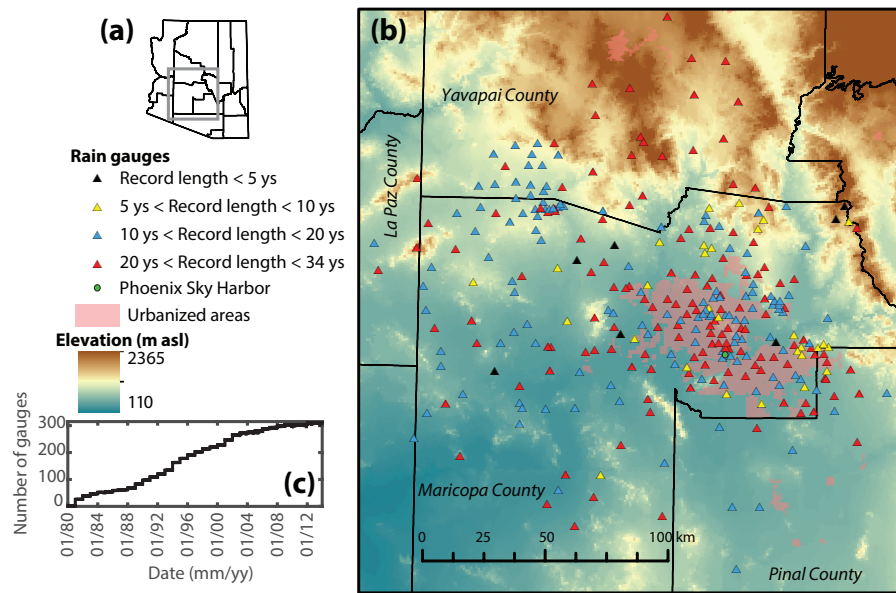 (a)
Rain gauges
Record length < 5 ys
5 ys < Record length < 10 ys
10 ys < Record length < 20 ys
20 ys < Record length < 34 ys
Phoenix Sky Harbor
Urbanized areas
Elevation (m asl)
2365
110
Number of gauges
300
200
100
0
(c)
01/80
01/84
01/88
01/92
01/96
01/00
01/04
01/08
01/12
Date (mm/yy)
(b)
Yavapai County
La Paz County
Maricopa County
Pinal County
0
25
50
75
100 km